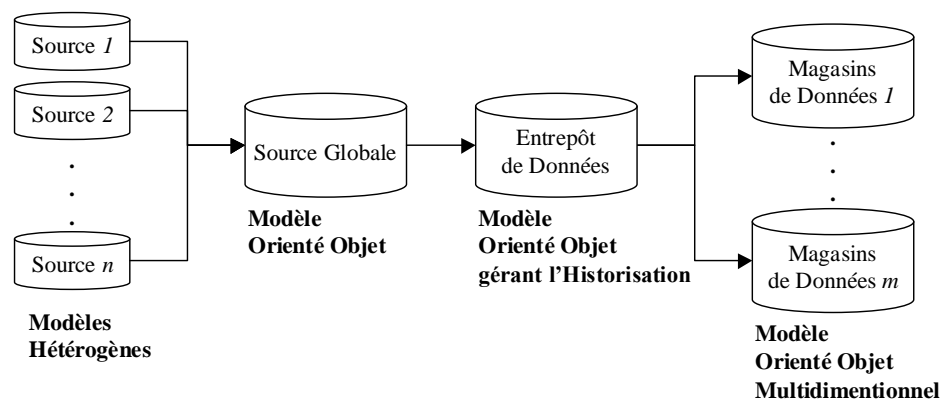 Source 1
Source 2
.
.
.
Source n
Modèles
Hétérogènes
Source Globale
Modèle
Orienté Objet
Entrepôt
de Données
Modèle
Orienté Objet
gérant l'Historisation
Magasins
de Données 1
.
.
.
Magasins
de Données m
Modèle
Orienté Objet
Multidimentionnel